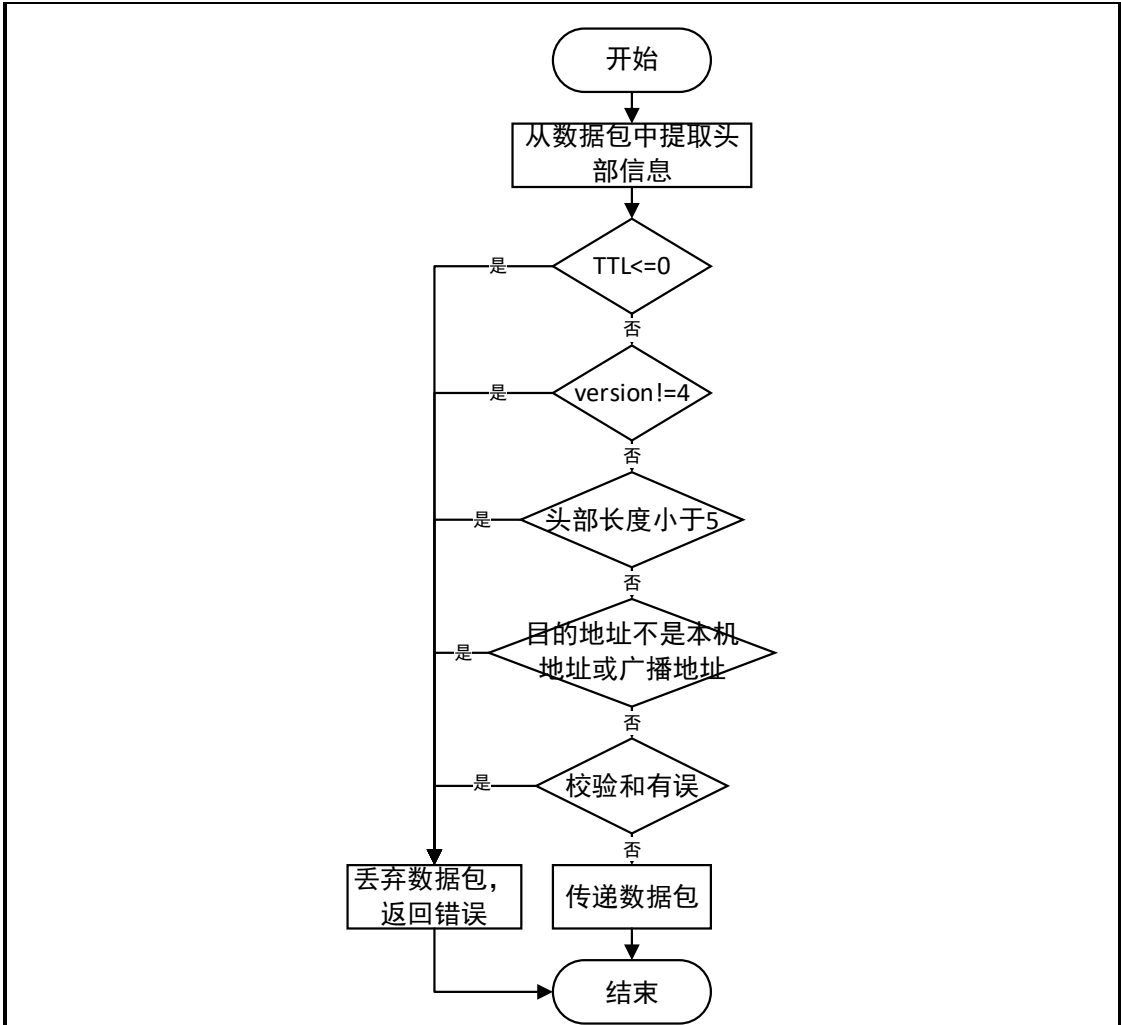 开始
从数据包中提取头
部信息
TTL<=0
是
否
version!=4
是
否
头部长度小于5
是
否
目的地址不是本机
地址或广播地址
是
否
校验和有误
是
否
丢弃数据包，
返回错误
传递数据包
结束